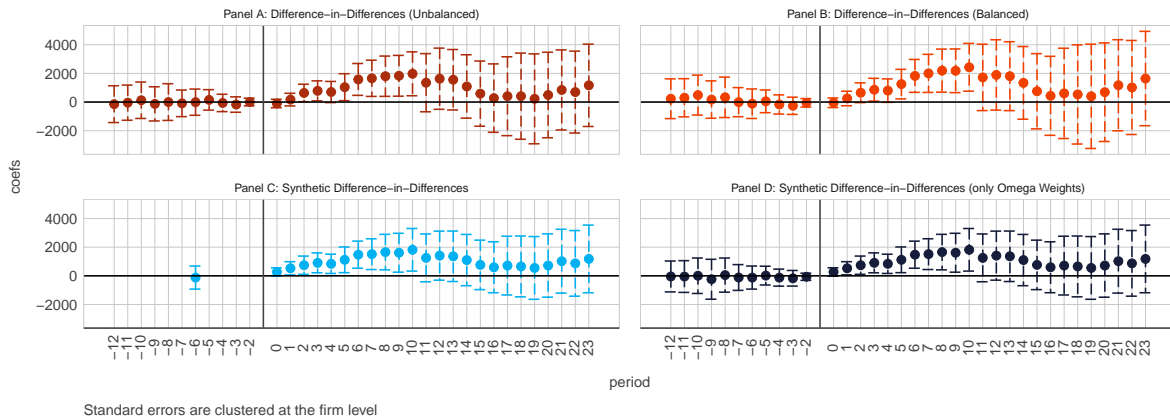 Panel A: Difference−in−Differences (Unbalanced)
Panel B: Difference−in−Differences (Balanced)
4000
2000
0
−2000
coefs
Panel C: Synthetic Difference−in−Differences
Panel D: Synthetic Difference−in−Differences (only Omega Weights)
4000
2000
0
−2000
−12 −11 −10 −9 −8 −7 −6 −5 −4 −3 −2 0 1 2 3 4 5 6 7 8 9 10 11 12 13 14 15 16 17 18 19 20 21 22 23
−12 −11 −10 −9 −8 −7 −6 −5 −4 −3 −2 0 1 2 3 4 5 6 7 8 9 10 11 12 13 14 15 16 17 18 19 20 21 22 23
period
Standard errors are clustered at the firm level